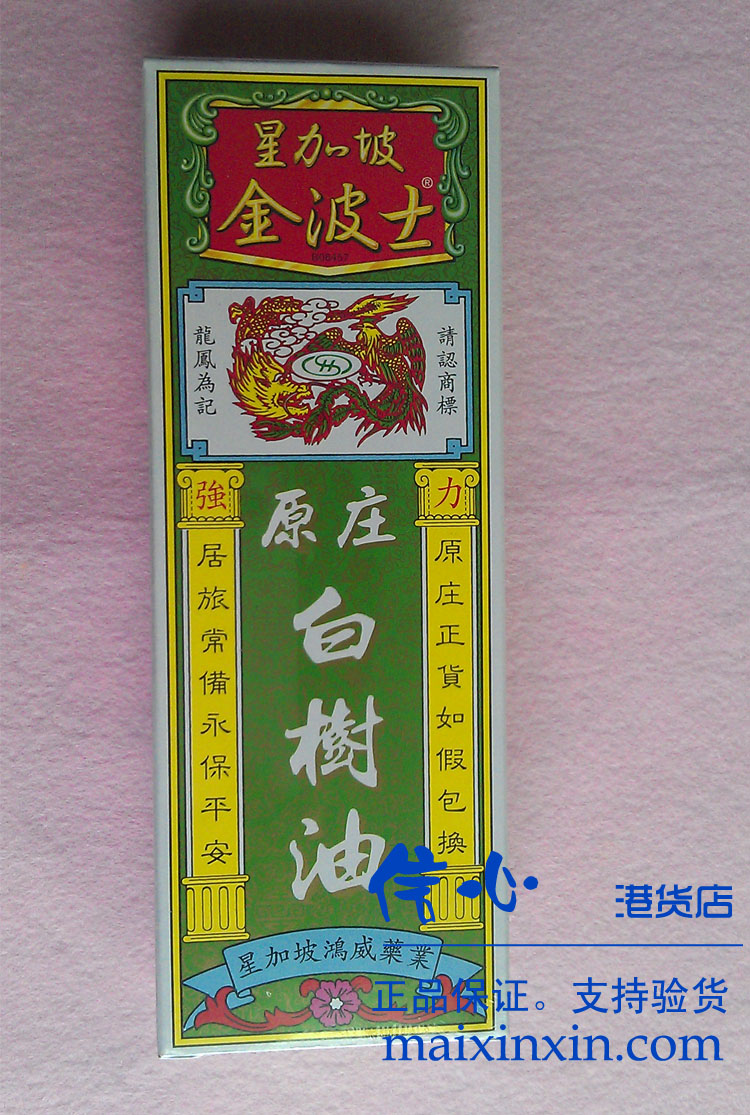 星加坡
金波士®
B06457
請認商標
龍鳳為記
強力
原庄
白樹油
原庄正貨如假包換
居旅常備永保平安
星加坡鴻威藥業
信心
港货店
正品保证。支持验货
maixinxin.com